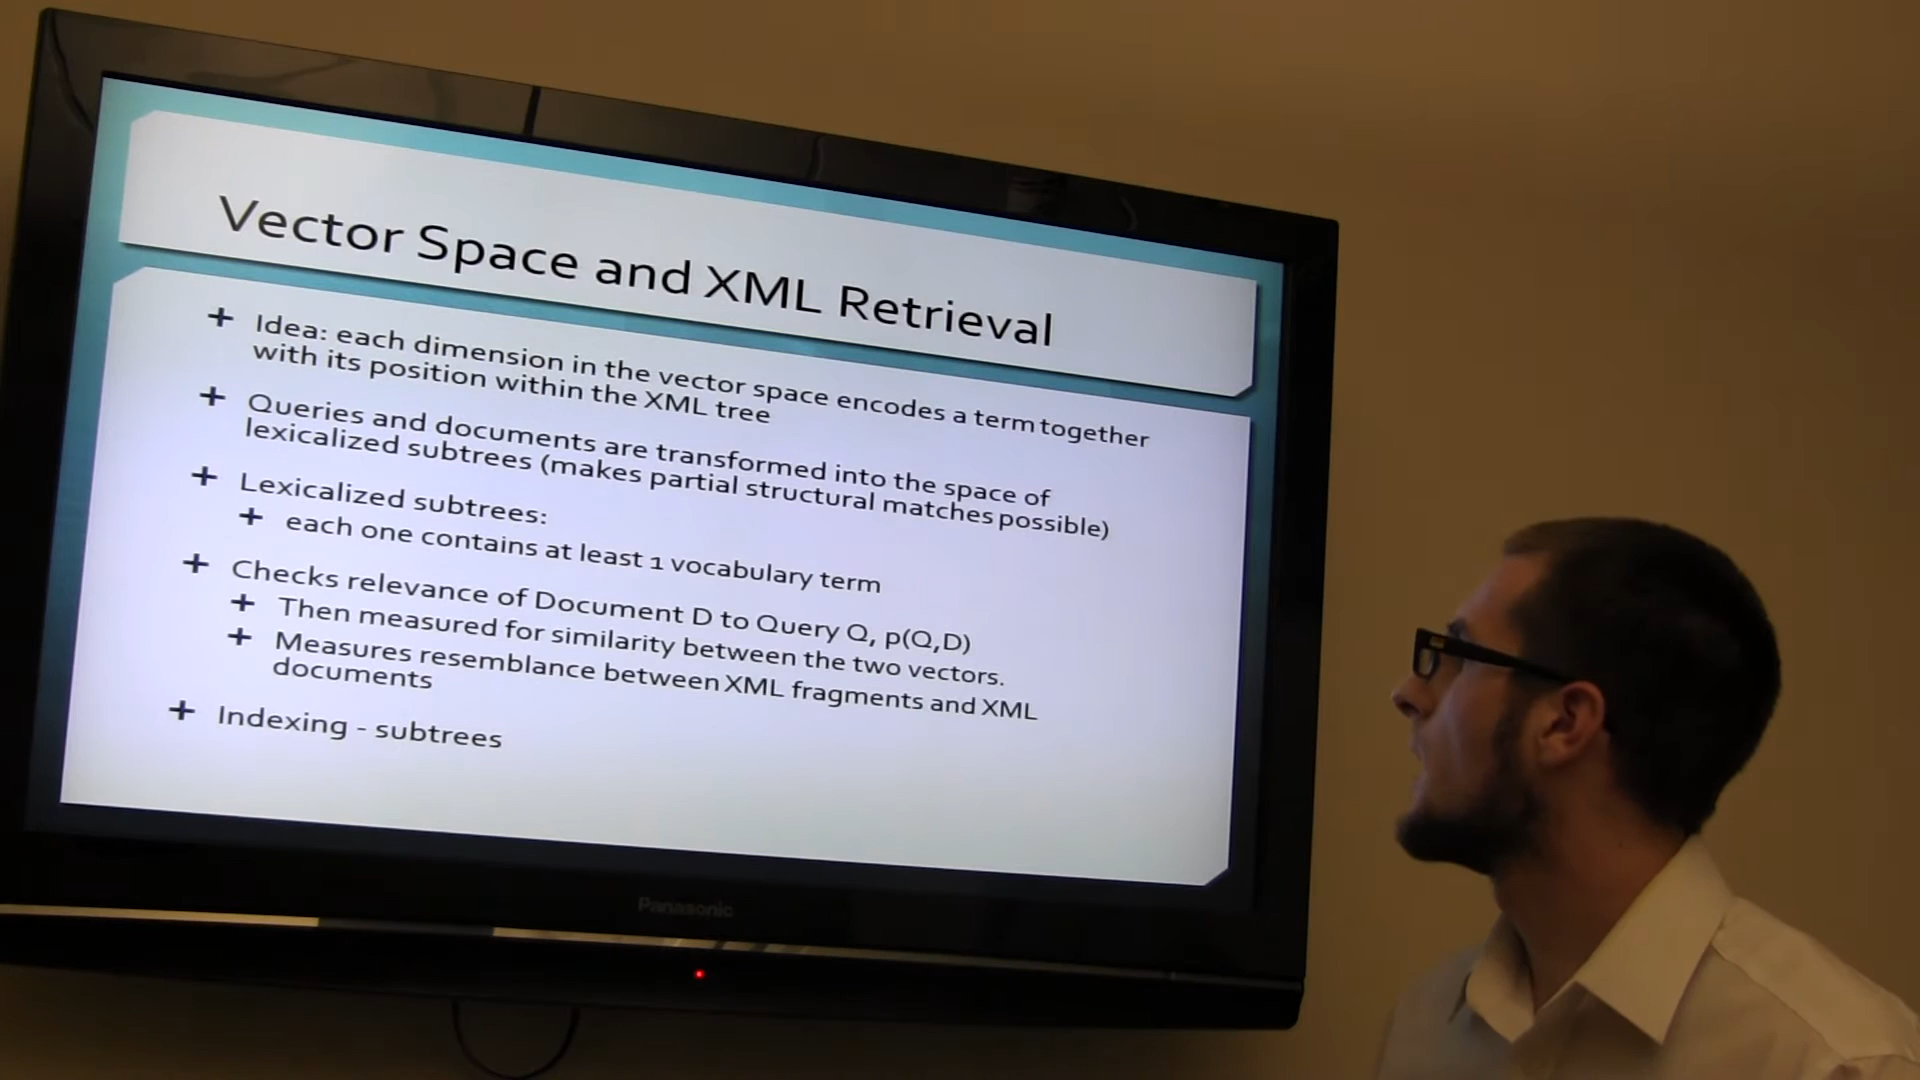 Vector Space and XML Retrieval
+ Idea: each dimension in the vector space encodes a term together
with its position within the XML tree
+ Queries and documents are transformed into the space of
lexicalized subtrees (makes partial structural matches possible)
+ Lexicalized subtrees:
+ each one contains at least 1 vocabulary term
+ Checks relevance of Document D to Query Q, p(Q,D)
+ Then measured for similarity between the two vectors.
+ Measures resemblance between XML fragments and XML
documents
+ Indexing - subtrees
Panasonic